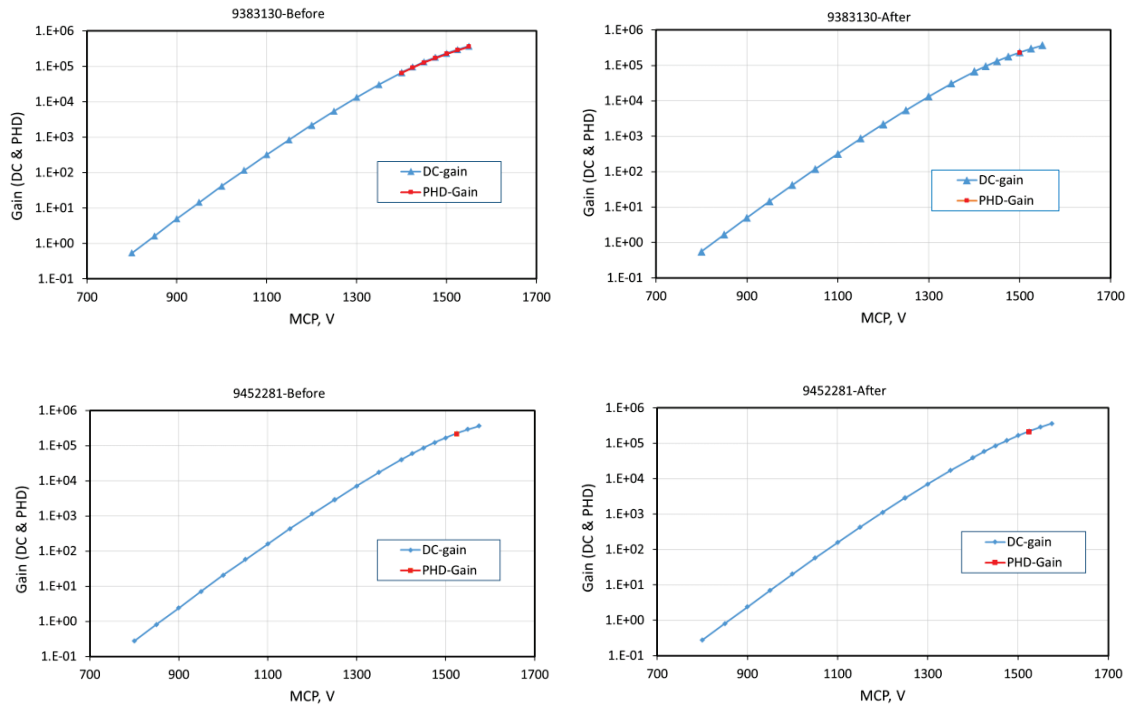 9383130-Before
1.E+06
1.E+05
1.E+04
1.E+03
1.E+02
1.E+01
1.E+00
1.E-01
Gain (DC & PHD)
DC-gain
PHD-Gain
700 900 1100 1300 1500 1700
MCP, V
9383130-After
1.E+06
1.E+05
1.E+04
1.E+03
1.E+02
1.E+01
1.E+00
1.E-01
Gain (DC & PHD)
DC-gain
PHD-Gain
700 900 1100 1300 1500 1700
MCP, V
9452281-Before
1.E+06
1.E+05
1.E+04
1.E+03
1.E+02
1.E+01
1.E+00
1.E-01
Gain (DC & PHD)
DC-gain
PHD-Gain
700 900 1100 1300 1500 1700
MCP, V
9452281-After
1.E+06
1.E+05
1.E+04
1.E+03
1.E+02
1.E+01
1.E+00
1.E-01
Gain (DC & PHD)
DC-gain
PHD-Gain
700 900 1100 1300 1500 1700
MCP, V